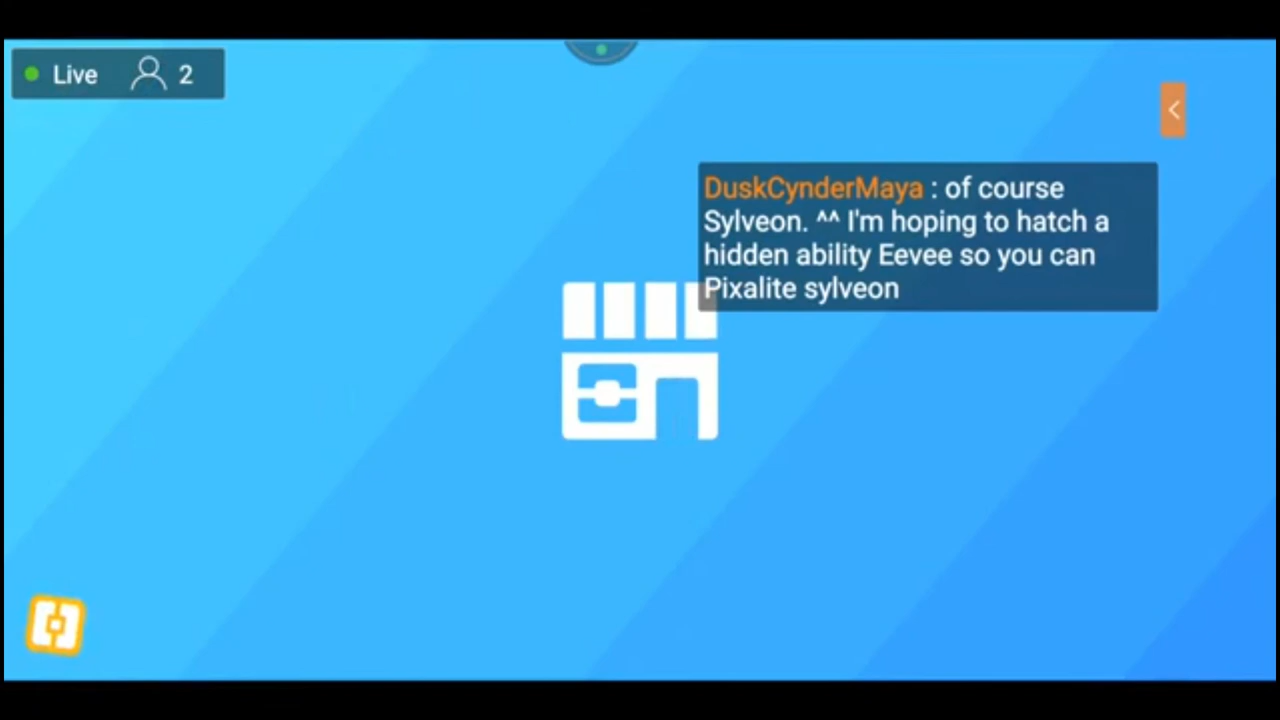 Live 2
DuskCynderMaya : of course
Sylveon. ^^ I'm hoping to hatch a
hidden ability Eevee so you can
Pixalite sylveon